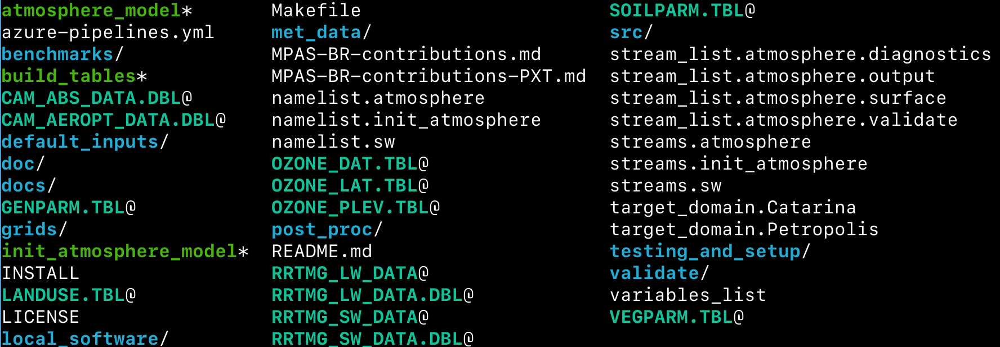 atmosphere_model* Makefile SOILPARM.TBL@
azure-pipelines.yml met_data/ src/
benchmarks/ MPAS-BR-contributions.md stream_list.atmosphere.diagnostics
build_tables* MPAS-BR-contributions-PXT.md stream_list.atmosphere.output
CAM_ABS_DATA.DBL@ namelist.atmosphere stream_list.atmosphere.surface
CAM_AEROPT_DATA.DBL@ namelist.init_atmosphere stream_list.atmosphere.validate
default_inputs/ namelist.sw streams.atmosphere
doc/ OZONE_DAT.TBL@ streams.init_atmosphere
docs/ OZONE_LAT.TBL@ streams.sw
GENPARM.TBL@ OZONE_PLEV.TBL@ target_domain.Catarina
grids/ post_proc/ target_domain.Petropolis
init_atmosphere_model* README.md testing_and_setup/
INSTALL RRTMG_LW_DATA@ validate/
LANDUSE.TBL@ RRTMG_LW_DATA.DBL@ variables_list
LICENSE RRTMG_SW_DATA@ VEGPARM.TBL@
local_software/ RRTMG_SW_DATA.DBL@